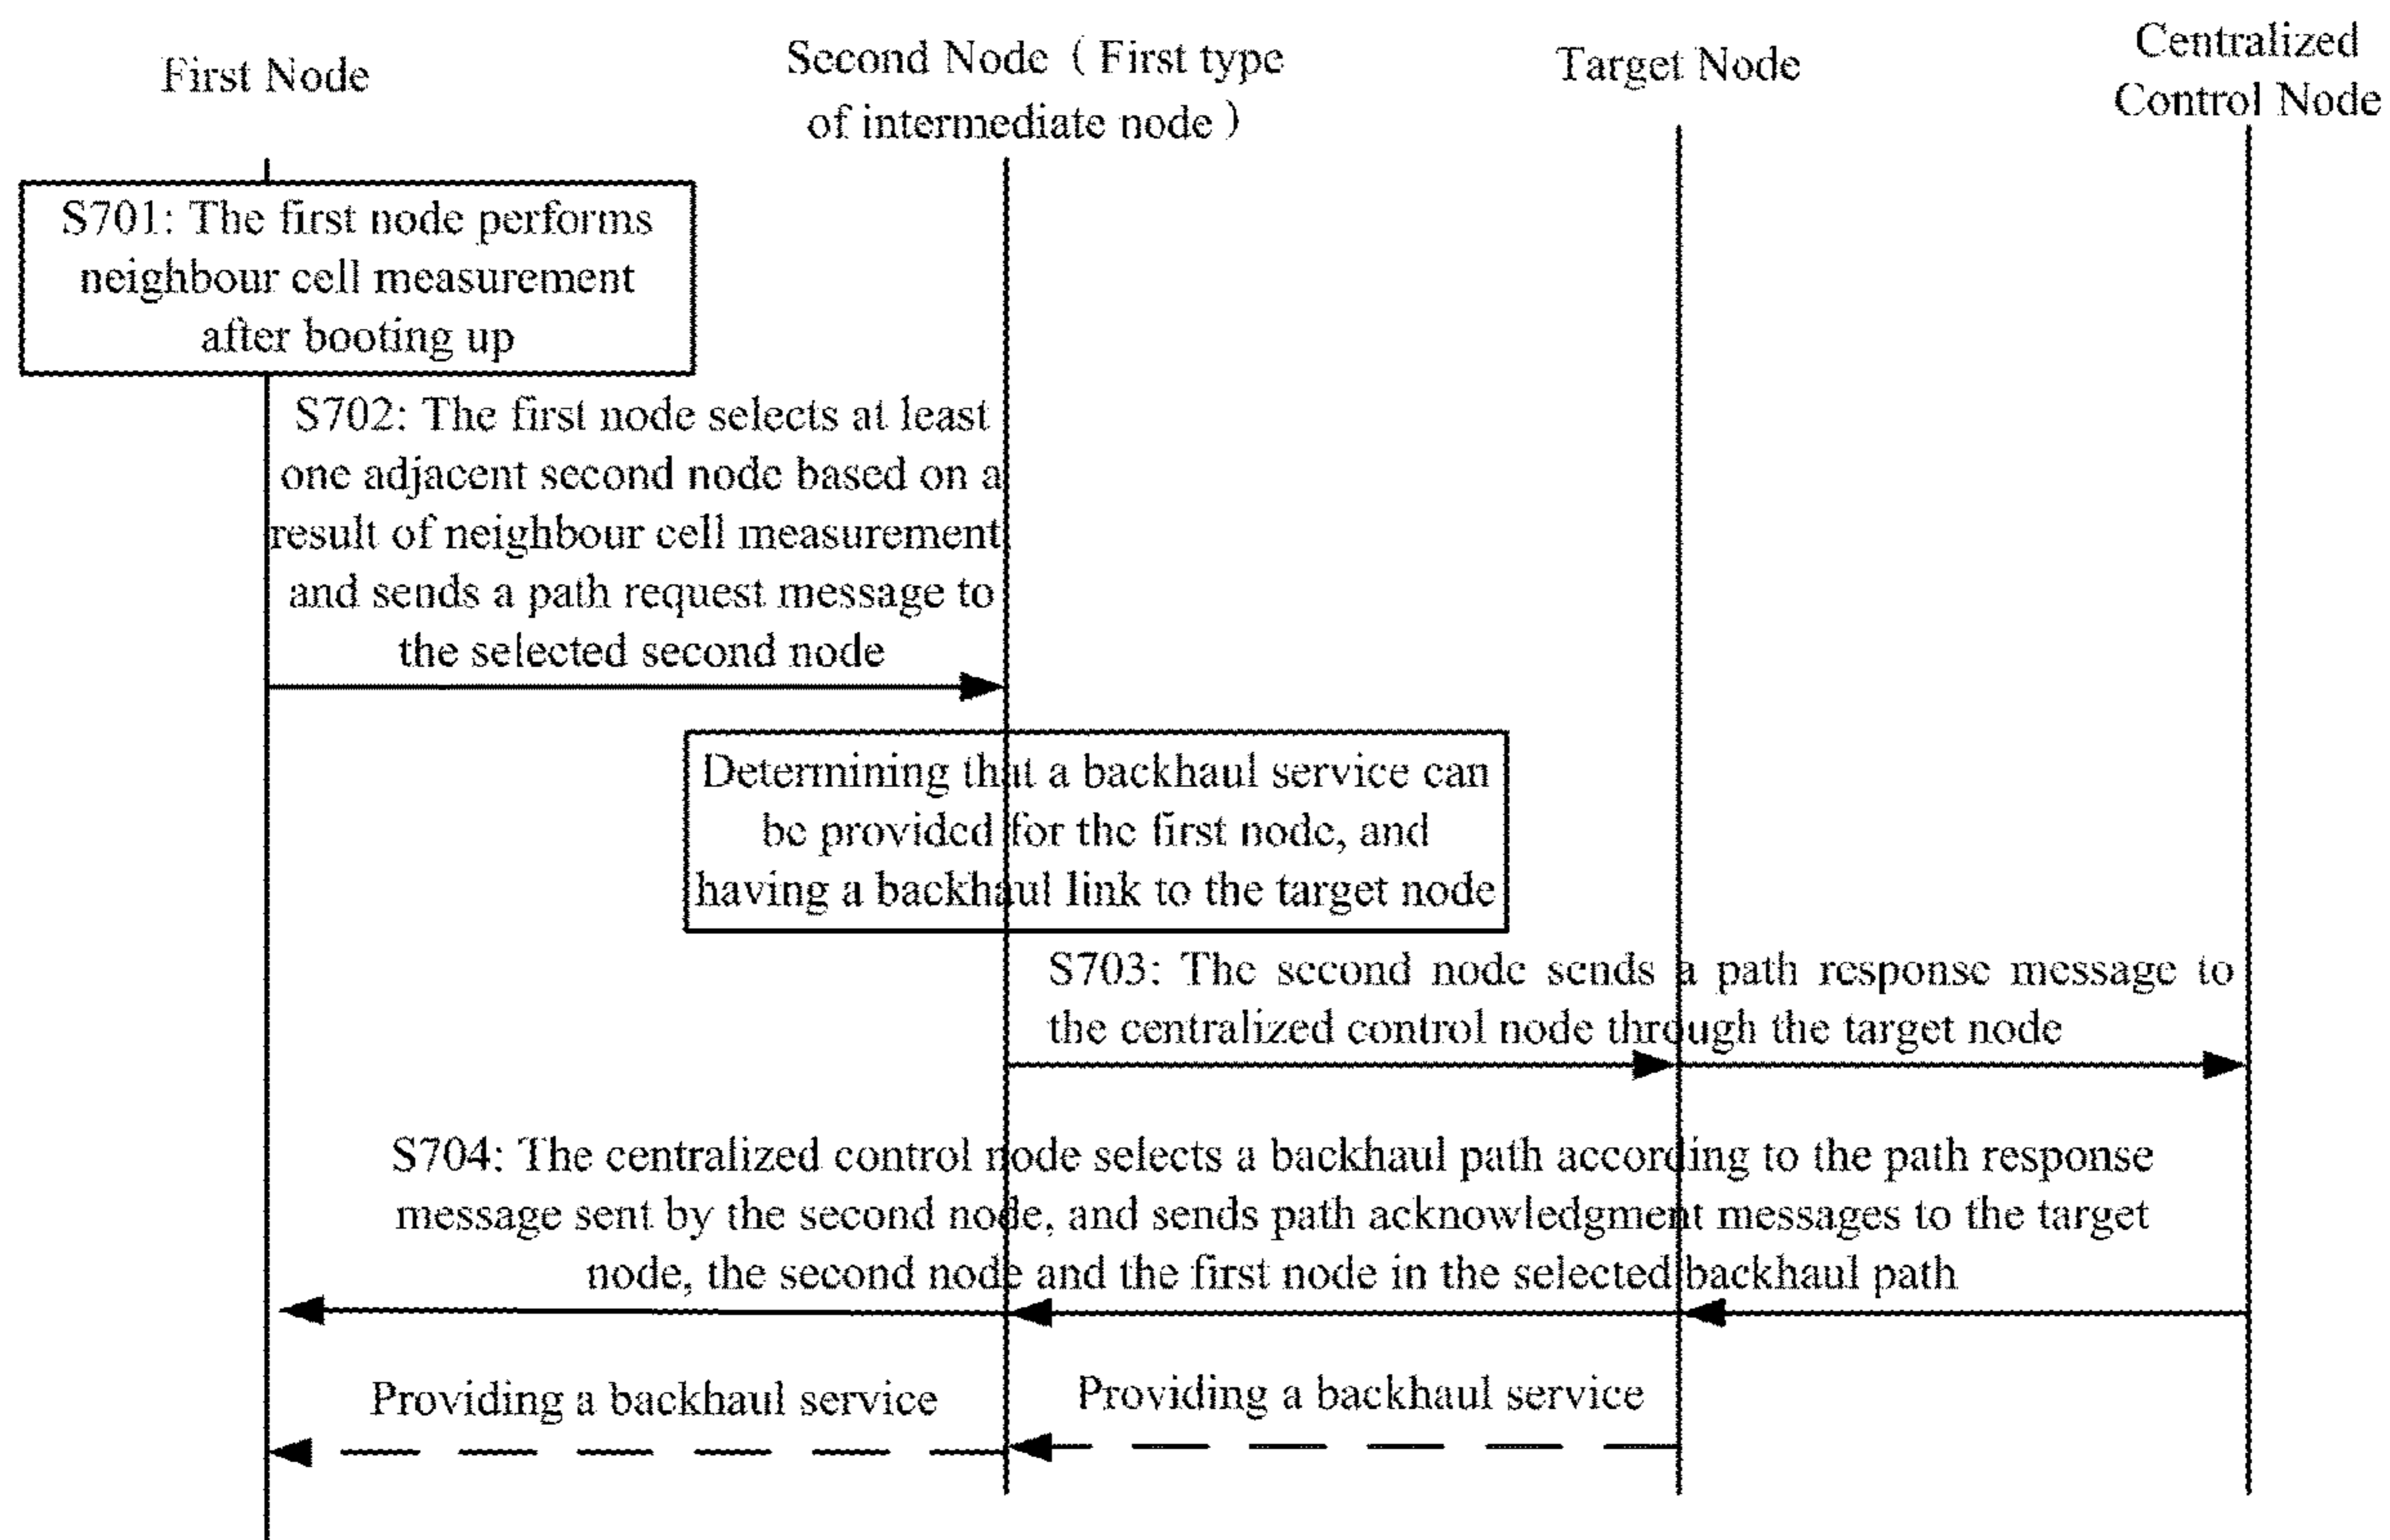 First Node
Second Node ( First type
of intermediate node )
Target Node
Centralized
Control Node
S701: The first node performs
neighbour cell measurement
after booting up
S702: The first node selects at least
one adjacent second node based on a
result of neighbour cell measurement
and sends a path request message to
the selected second node
Determining that a backhaul service can
be provided for the first node, and
having a backhaul link to the target node
S703: The second node sends a path response message to
the centralized control node through the target node
S704: The centralized control node selects a backhaul path according to the path response
message sent by the second node, and sends path acknowledgment messages to the target
node, the second node and the first node in the selected backhaul path
Providing a backhaul service
Providing a backhaul service